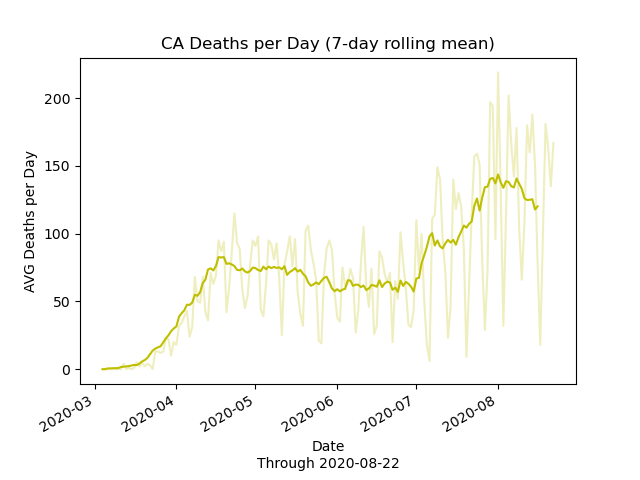 CA Deaths per Day (7-day rolling mean)
AVG Deaths per Day
200
150
100
50
0
2020-03
2020-04
2020-05
2020-06
2020-07
2020-08
Date
Through 2020-08-22